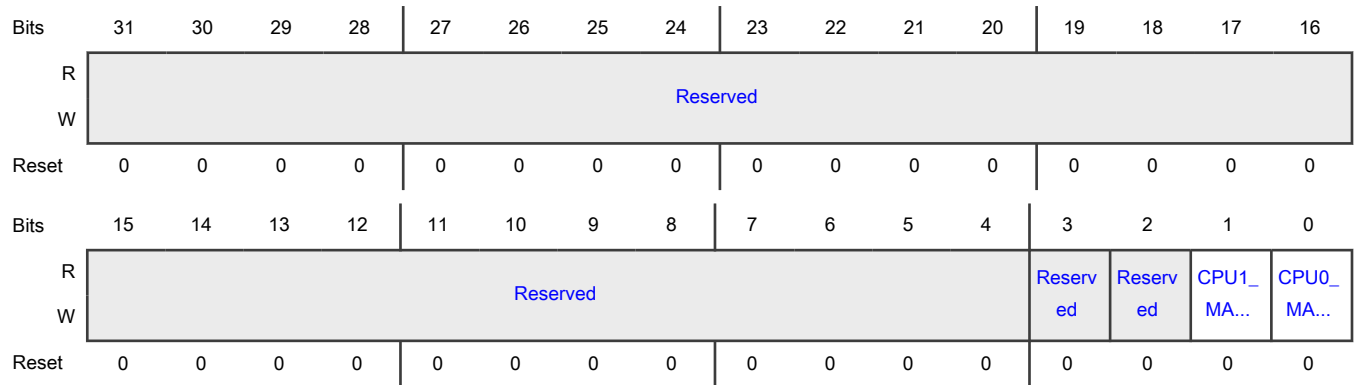 Bits 31 30 29 28 27 26 25 24 23 22 21 20 19 18 17 16
R
Reserved
W
Reset 0 0 0 0 0 0 0 0 0 0 0 0 0 0 0 0
Bits 15 14 13 12 11 10 9 8 7 6 5 4 3 2 1 0
R Reserv Reserv CPU1_ CPU0_
Reserved
W ed ed MA... MA...
Reset 0 0 0 0 0 0 0 0 0 0 0 0 0 0 0 0